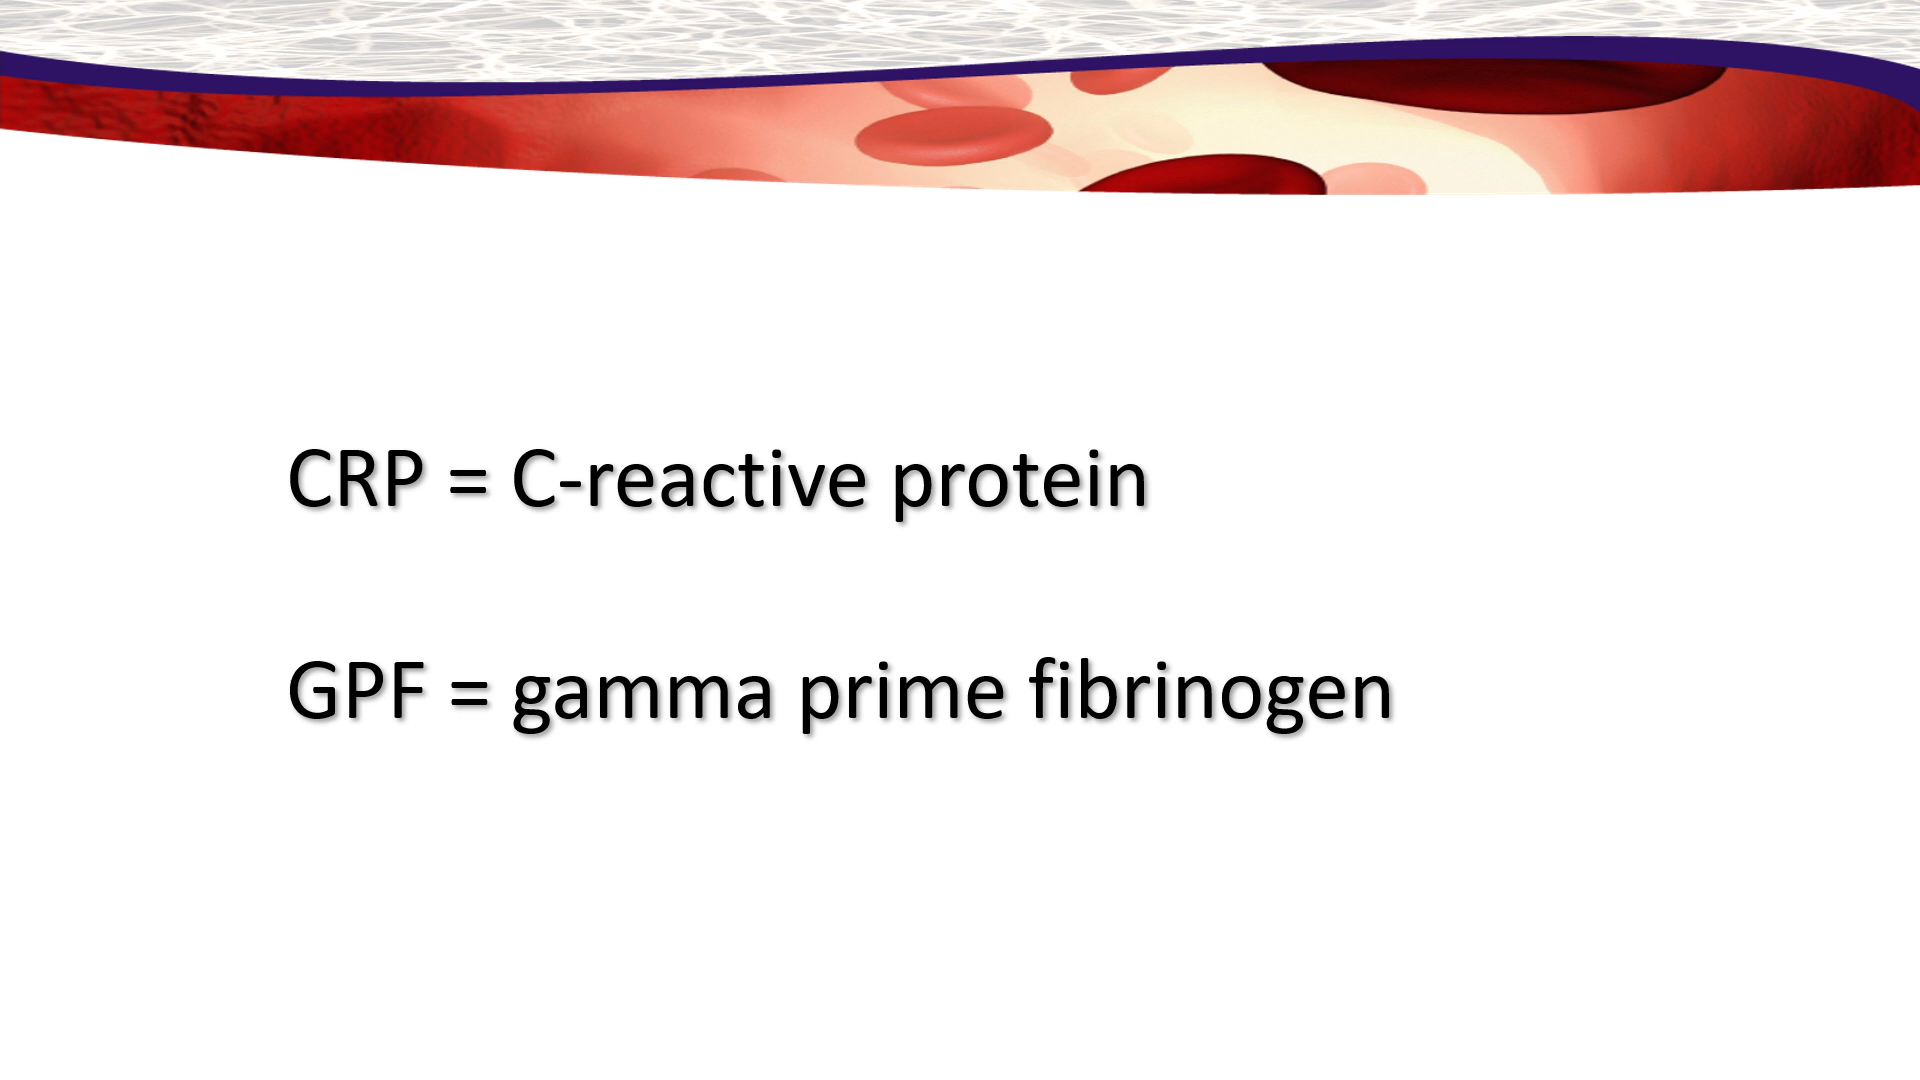 CRP = C-reactive protein
GPF = gamma prime fibrinogen